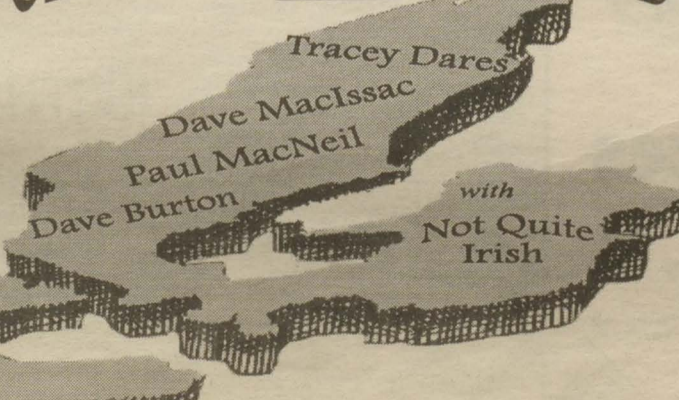 Tracey Dares
Dave MacIssac
Paul MacNeil
Dave Burton
with
Not Quite
Irish